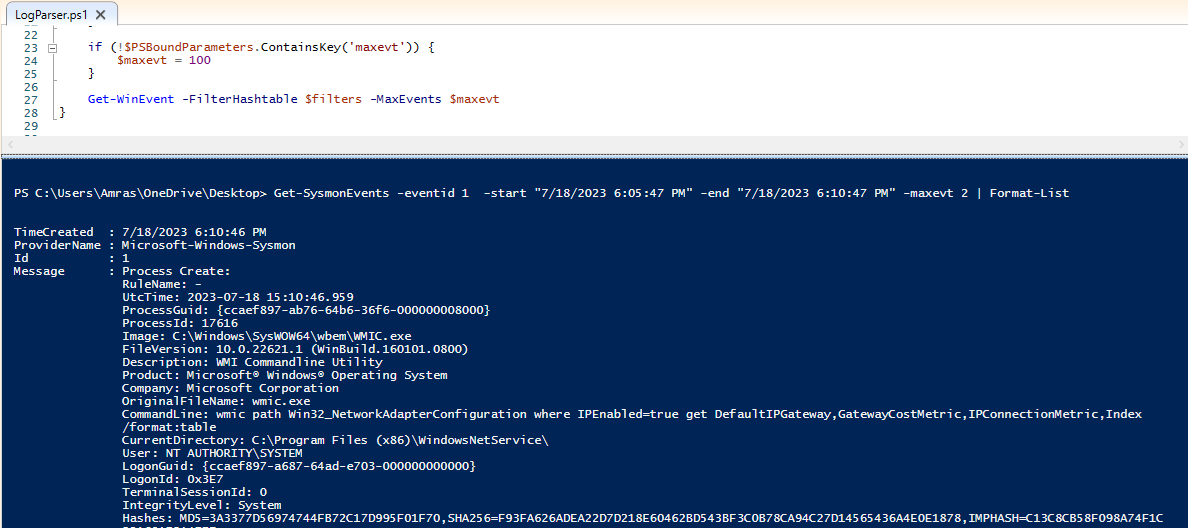 LogParser.ps1 X
22 }
23 if (!$PSBoundParameters.ContainsKey('maxevt')) {
24 $maxevt = 100
25 }
26
27 Get-WinEvent -FilterHashtable $filters -MaxEvents $maxevt
28 }
29
PS C:\Users\Amras\OneDrive\Desktop> Get-SysmonEvents -eventid 1  -start "7/18/2023 6:05:47 PM" -end "7/18/2023 6:10:47 PM" -maxevt 2 | Format-List
TimeCreated  : 7/18/2023 6:10:46 PM
ProviderName : Microsoft-Windows-Sysmon
Id           : 1
Message      : Process Create:
RuleName: -
UtcTime: 2023-07-18 15:10:46.959
ProcessGuid: {ccaef897-ab76-64b6-36f6-000000008000}
ProcessId: 17616
Image: C:\Windows\SysWOW64\wbem\WMIC.exe
FileVersion: 10.0.22621.1 (WinBuild.160101.0800)
Description: WMI Commandline Utility
Product: Microsoft® Windows® Operating System
Company: Microsoft Corporation
OriginalFileName: wmic.exe
CommandLine: wmic path Win32_NetworkAdapterConfiguration where IPEnabled=true get DefaultIPGateway,GatewayCostMetric,IPConnectionMetric,Index
/format:table
CurrentDirectory: C:\Program Files (x86)\WindowsNetService\
User: NT AUTHORITY\SYSTEM
LogonGuid: {ccaef897-a687-64ad-e703-000000000000}
LogonId: 0x3E7
TerminalSessionId: 0
IntegrityLevel: System
Hashes: MD5=3A3377D56974744FB72C17D995F01F70,SHA256=F93FA626ADEA22D7D218E60462BD543BF3C0B78CA94C27D14565436A4E0E1878,IMPHASH=C13C8CB58F098A74F1C